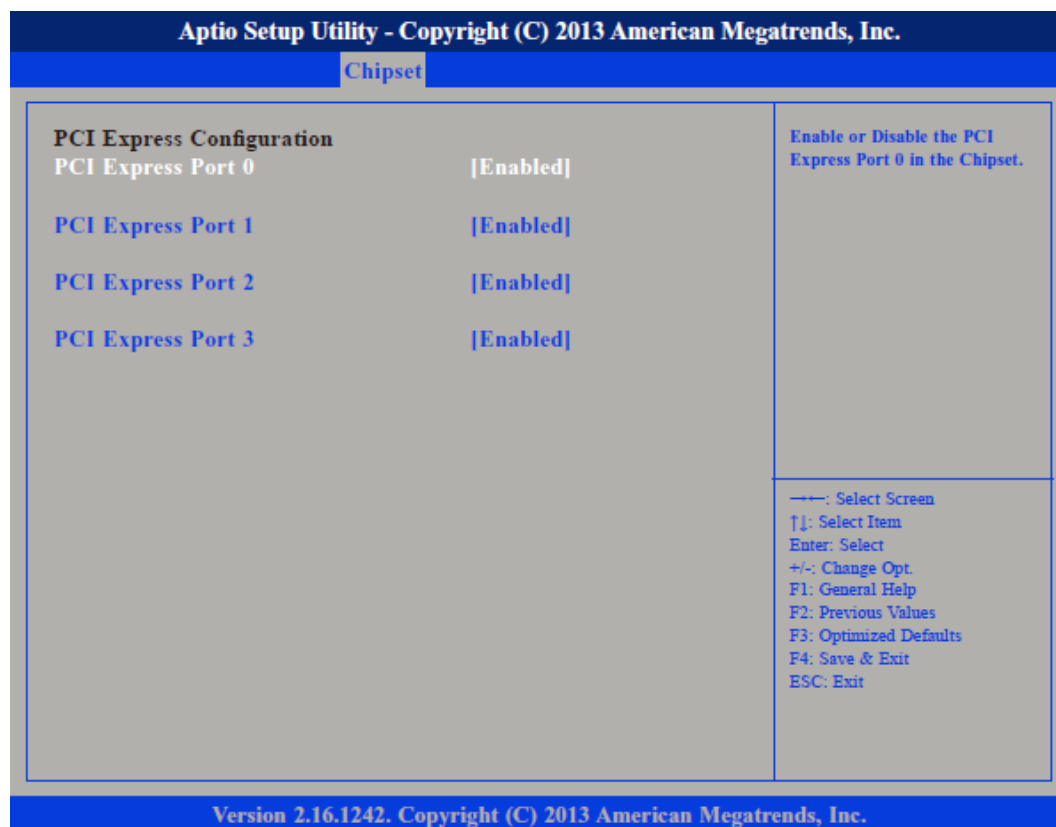 Aptio Setup Utility - Copyright (C) 2013 American Megatrends, Inc.
Chipset
PCI Express Configuration
PCI Express Port 0 [Enabled]
PCI Express Port 1 [Enabled]
PCI Express Port 2 [Enabled]
PCI Express Port 3 [Enabled]
Enable or Disable the PCI
Express Port 0 in the Chipset.
→←: Select Screen
↑↓: Select Item
Enter: Select
+/-: Change Opt.
F1: General Help
F2: Previous Values
F3: Optimized Defaults
F4: Save & Exit
ESC: Exit
Version 2.16.1242. Copyright (C) 2013 American Megatrends, Inc.